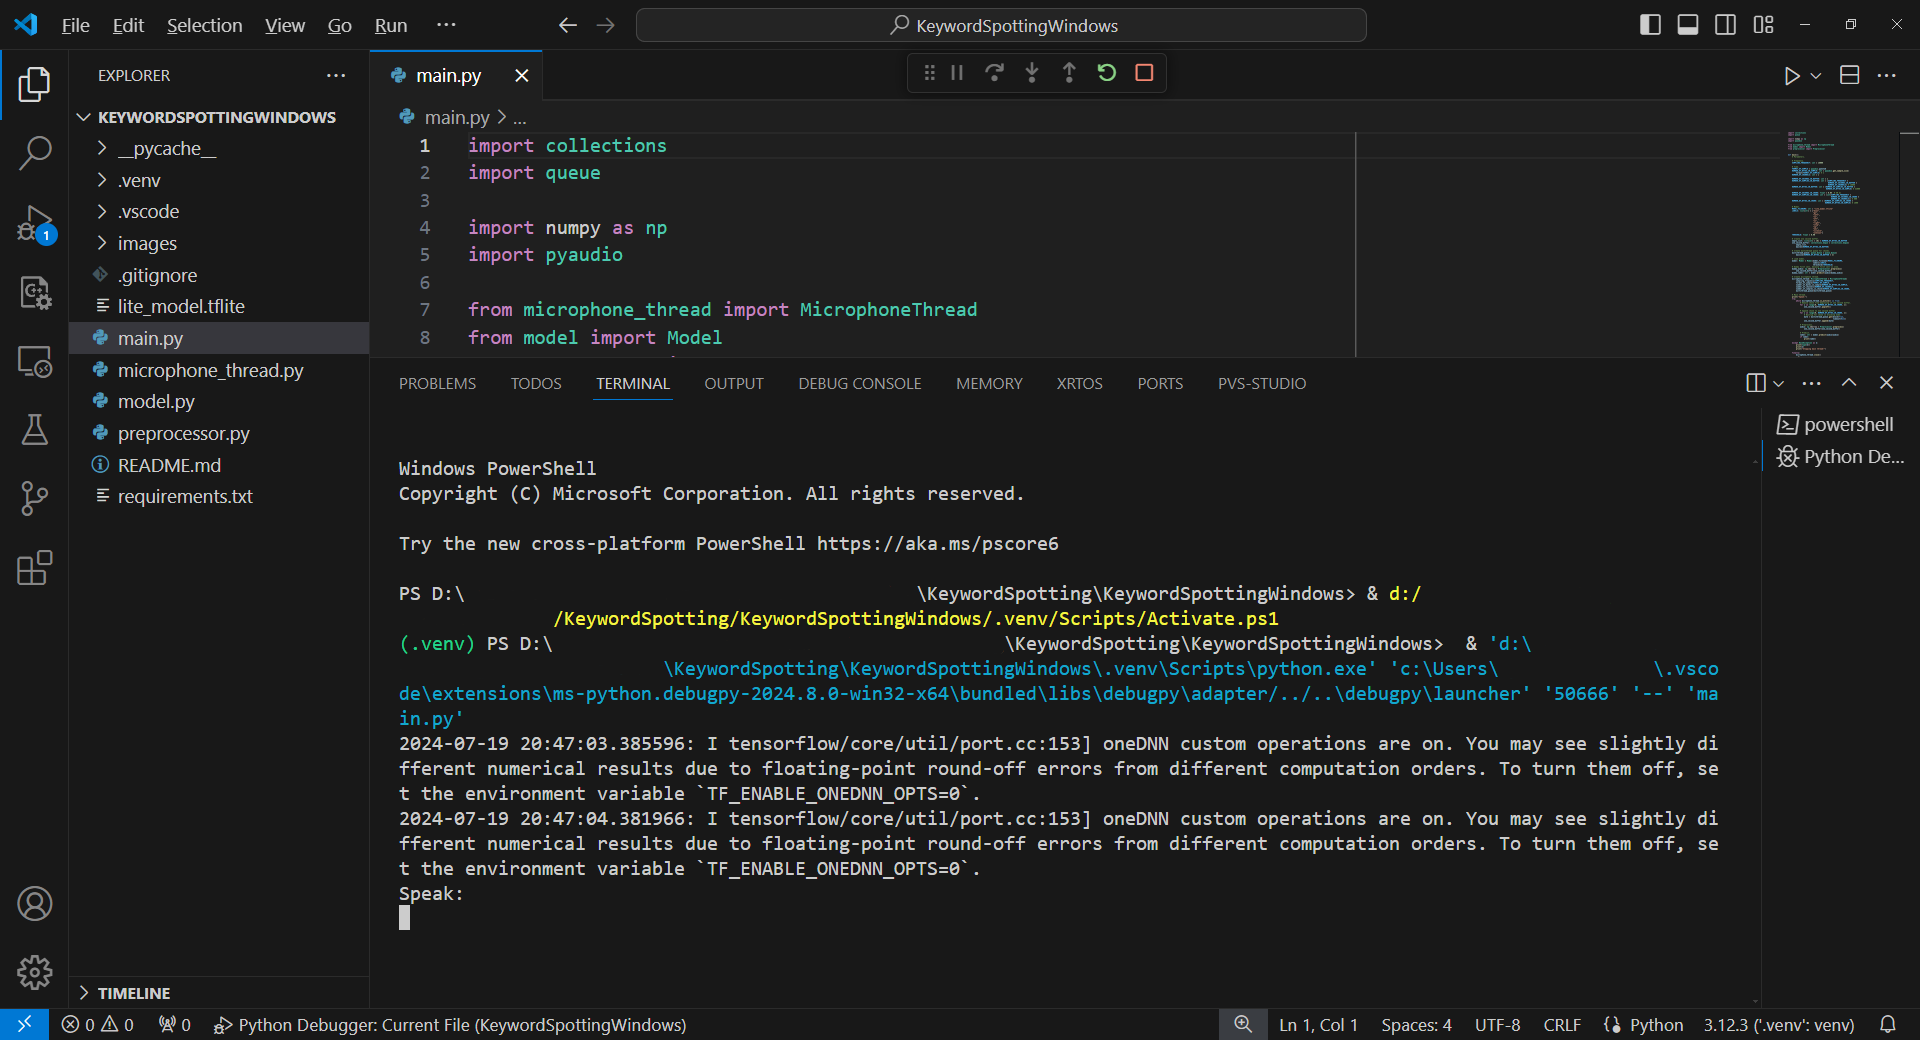 File Edit Selection View Go Run ···
KeywordSpottingWindows
EXPLORER ···
KEYWORDSPOTTINGWINDOWS
__pycache__
.venv
.vscode
images
.gitignore
lite_model.tflite
main.py
microphone_thread.py
model.py
preprocessor.py
README.md
requirements.txt
TIMELINE
1
main.py
main.py > ...
1 import collections
2 import queue
3
4 import numpy as np
5 import pyaudio
6
7 from microphone_thread import MicrophoneThread
8 from model import Model
PROBLEMS TODOS TERMINAL OUTPUT DEBUG CONSOLE MEMORY XRTOS PORTS PVS-STUDIO
powershell
Python De...
Windows PowerShell
Copyright (C) Microsoft Corporation. All rights reserved.
Try the new cross-platform PowerShell https://aka.ms/pscore6
PS D:\ \KeywordSpotting\KeywordSpottingWindows> & d:/
/KeywordSpotting/KeywordSpottingWindows/.venv/Scripts/Activate.ps1
(.venv) PS D:\ \KeywordSpotting\KeywordSpottingWindows> & 'd:\
\KeywordSpotting\KeywordSpottingWindows\.venv\Scripts\python.exe' 'c:\Users\ \.vsco
de\extensions\ms-python.debugpy-2024.8.0-win32-x64\bundled\libs\debugpy\adapter/../..\debugpy\launcher' '50666' '--' 'ma
in.py'
2024-07-19 20:47:03.385596: I tensorflow/core/util/port.cc:153] oneDNN custom operations are on. You may see slightly di
fferent numerical results due to floating-point round-off errors from different computation orders. To turn them off, se
t the environment variable `TF_ENABLE_ONEDNN_OPTS=0`.
2024-07-19 20:47:04.381966: I tensorflow/core/util/port.cc:153] oneDNN custom operations are on. You may see slightly di
fferent numerical results due to floating-point round-off errors from different computation orders. To turn them off, se
t the environment variable `TF_ENABLE_ONEDNN_OPTS=0`.
Speak:
0 0 0 Python Debugger: Current File (KeywordSpottingWindows) Ln 1, Col 1 Spaces: 4 UTF-8 CRLF Python 3.12.3 ('.venv': venv)